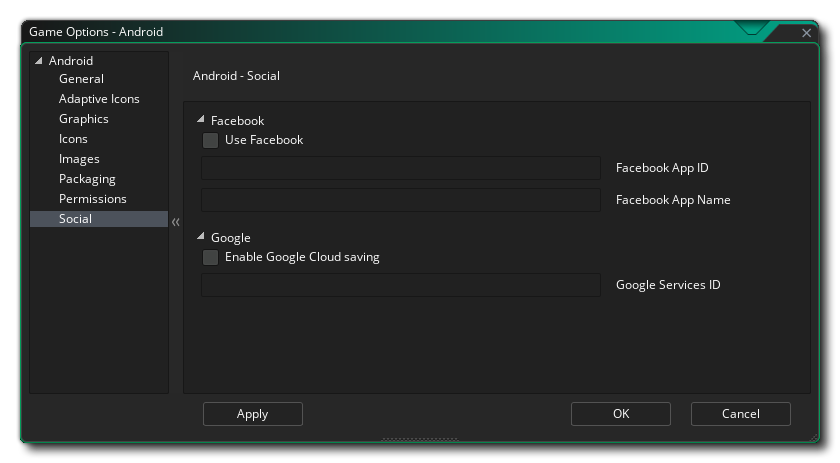 Game Options - Android
Android
General
Adaptive Icons
Graphics
Icons
Images
Packaging
Permissions
Social
Android - Social
Facebook
Use Facebook
Facebook App ID
Facebook App Name
Google
Enable Google Cloud saving
Google Services ID
Apply
OK
Cancel